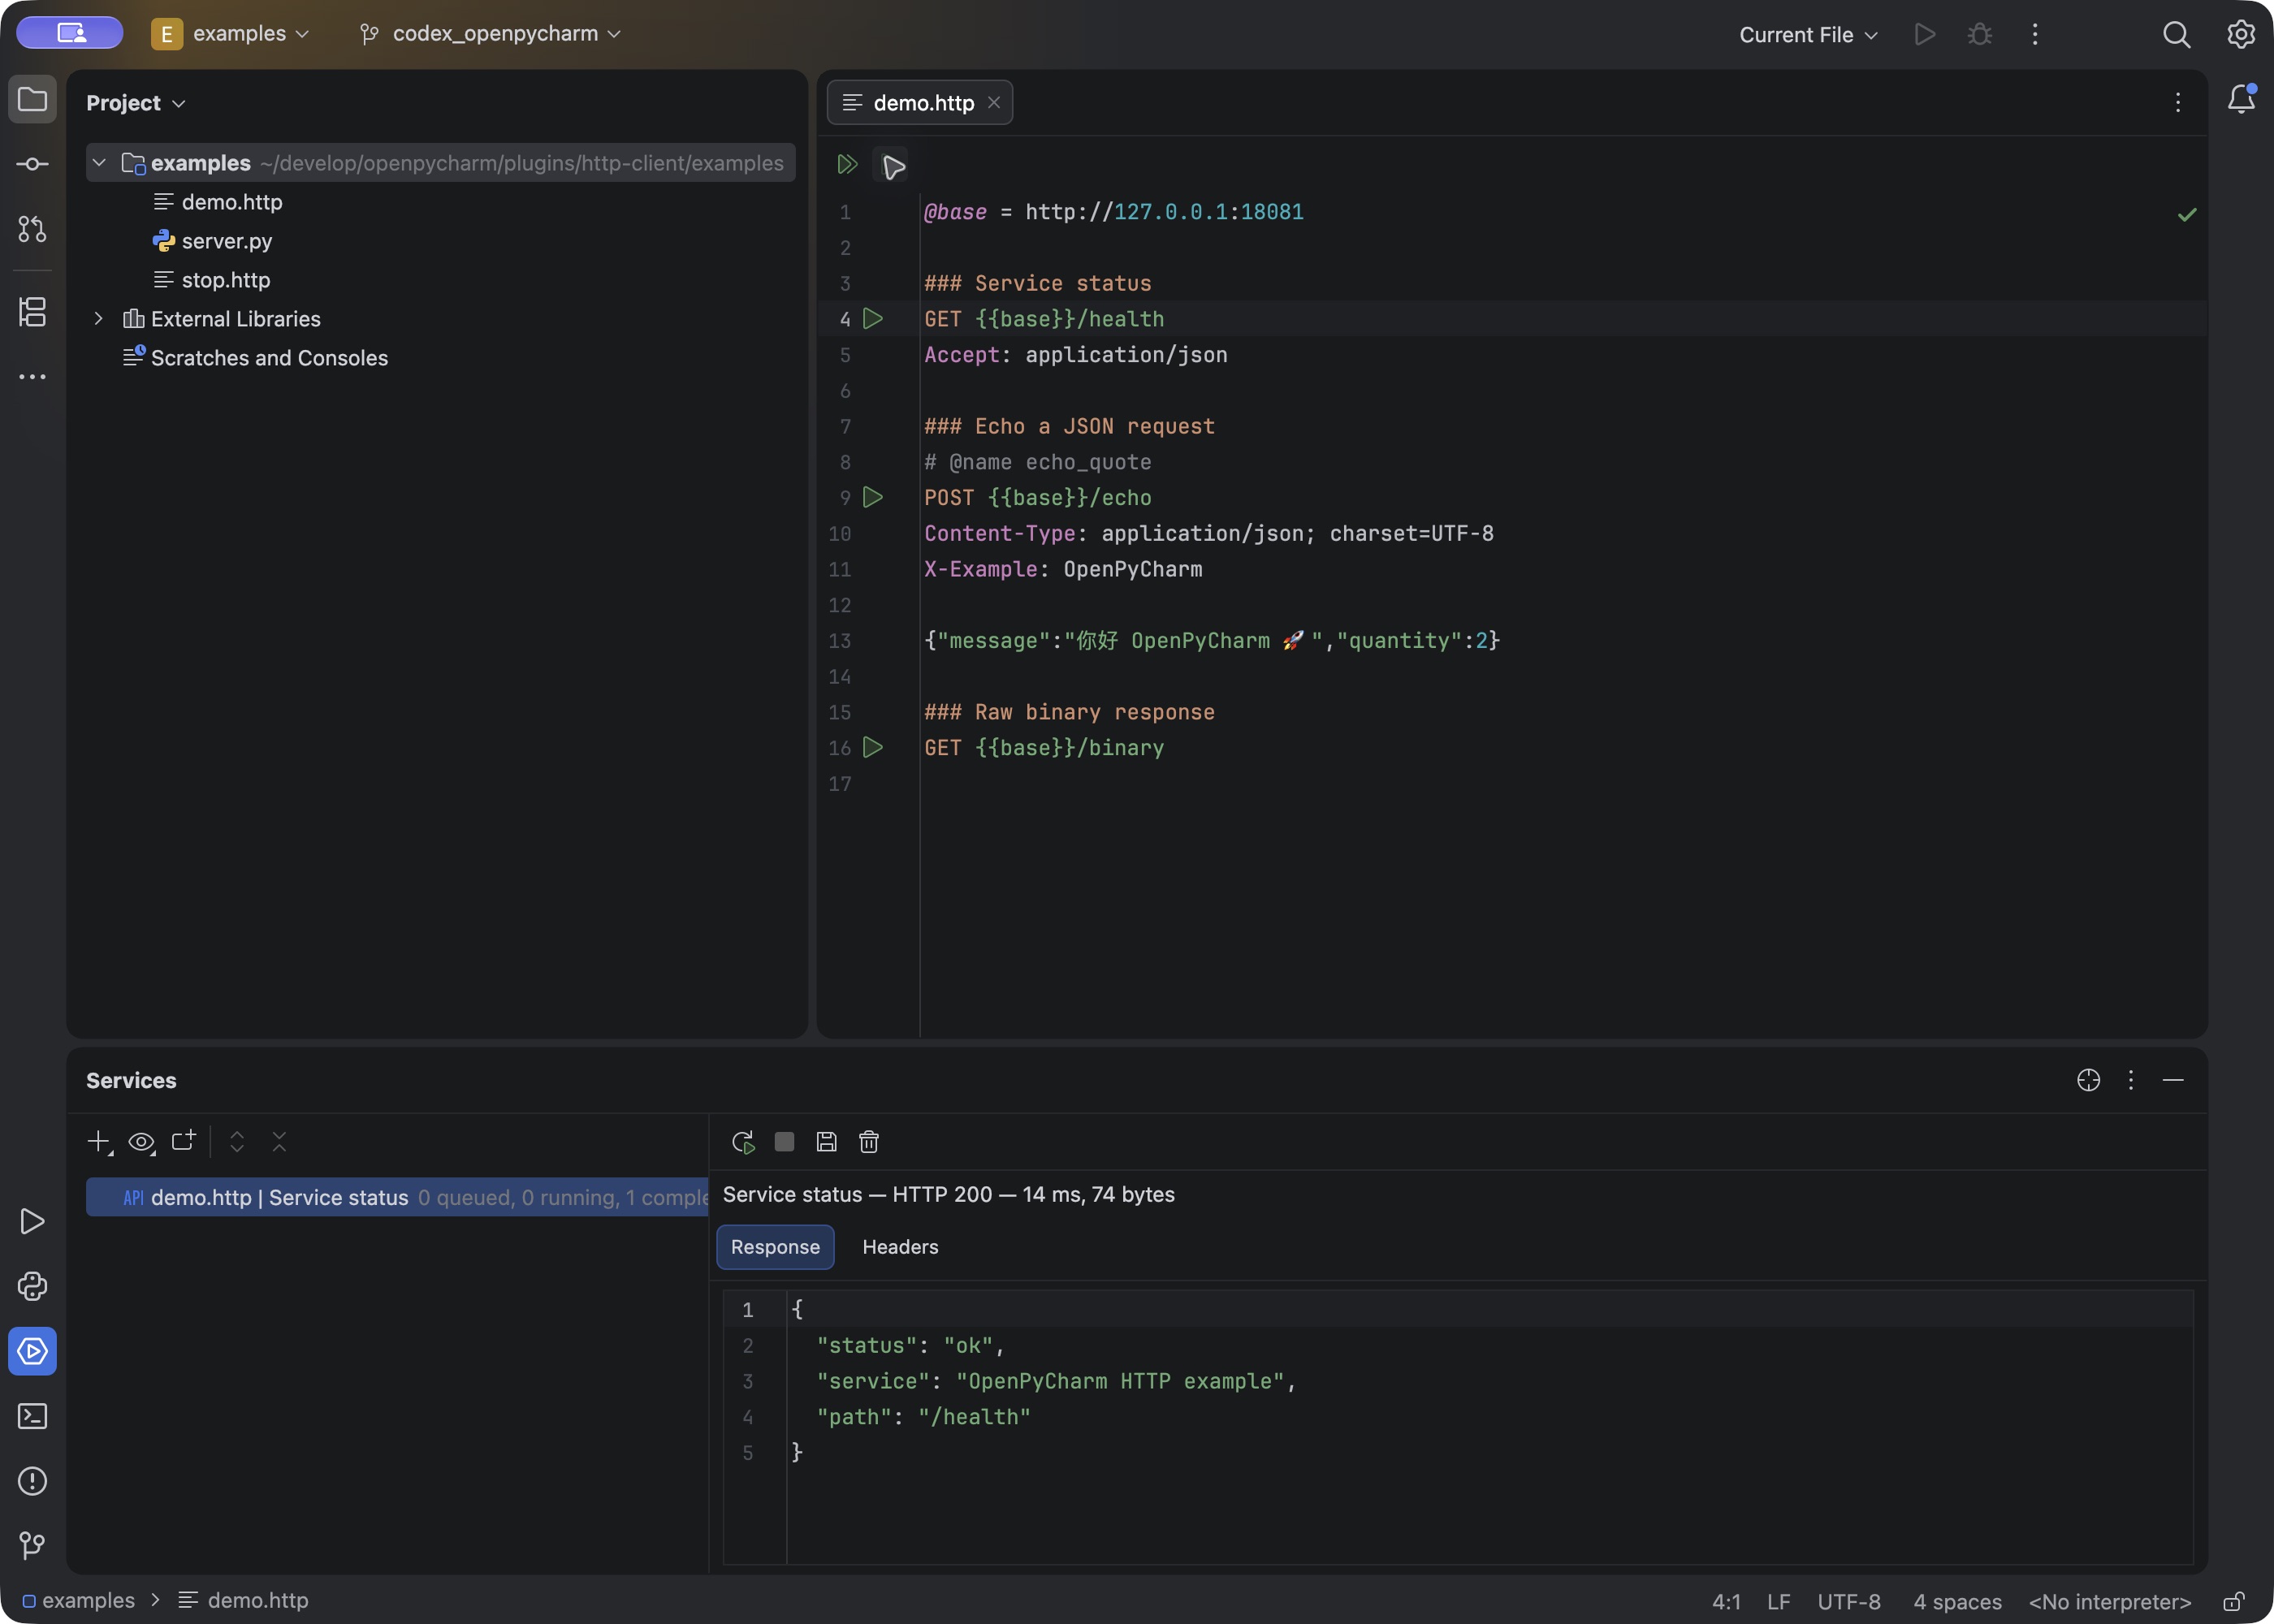 E examples codex_openpycharm Current File
Project
examples ~/develop/openpycharm/plugins/http-client/examples
demo.http
server.py
stop.http
External Libraries
Scratches and Consoles
demo.http
1 @base = http://127.0.0.1:18081
2
3 ### Service status
4 GET {{base}}/health
5 Accept: application/json
6
7 ### Echo a JSON request
8 # @name echo_quote
9 POST {{base}}/echo
10 Content-Type: application/json; charset=UTF-8
11 X-Example: OpenPyCharm
12
13 {"message":"你好 OpenPyCharm 🚀","quantity":2}
14
15 ### Raw binary response
16 GET {{base}}/binary
17
Services
API demo.http | Service status 0 queued, 0 running, 1 comple
Service status — HTTP 200 — 14 ms, 74 bytes
Response Headers
1 {
2 "status": "ok",
3 "service": "OpenPyCharm HTTP example",
4 "path": "/health"
5 }
examples demo.http 4:1 LF UTF-8 4 spaces <No interpreter>